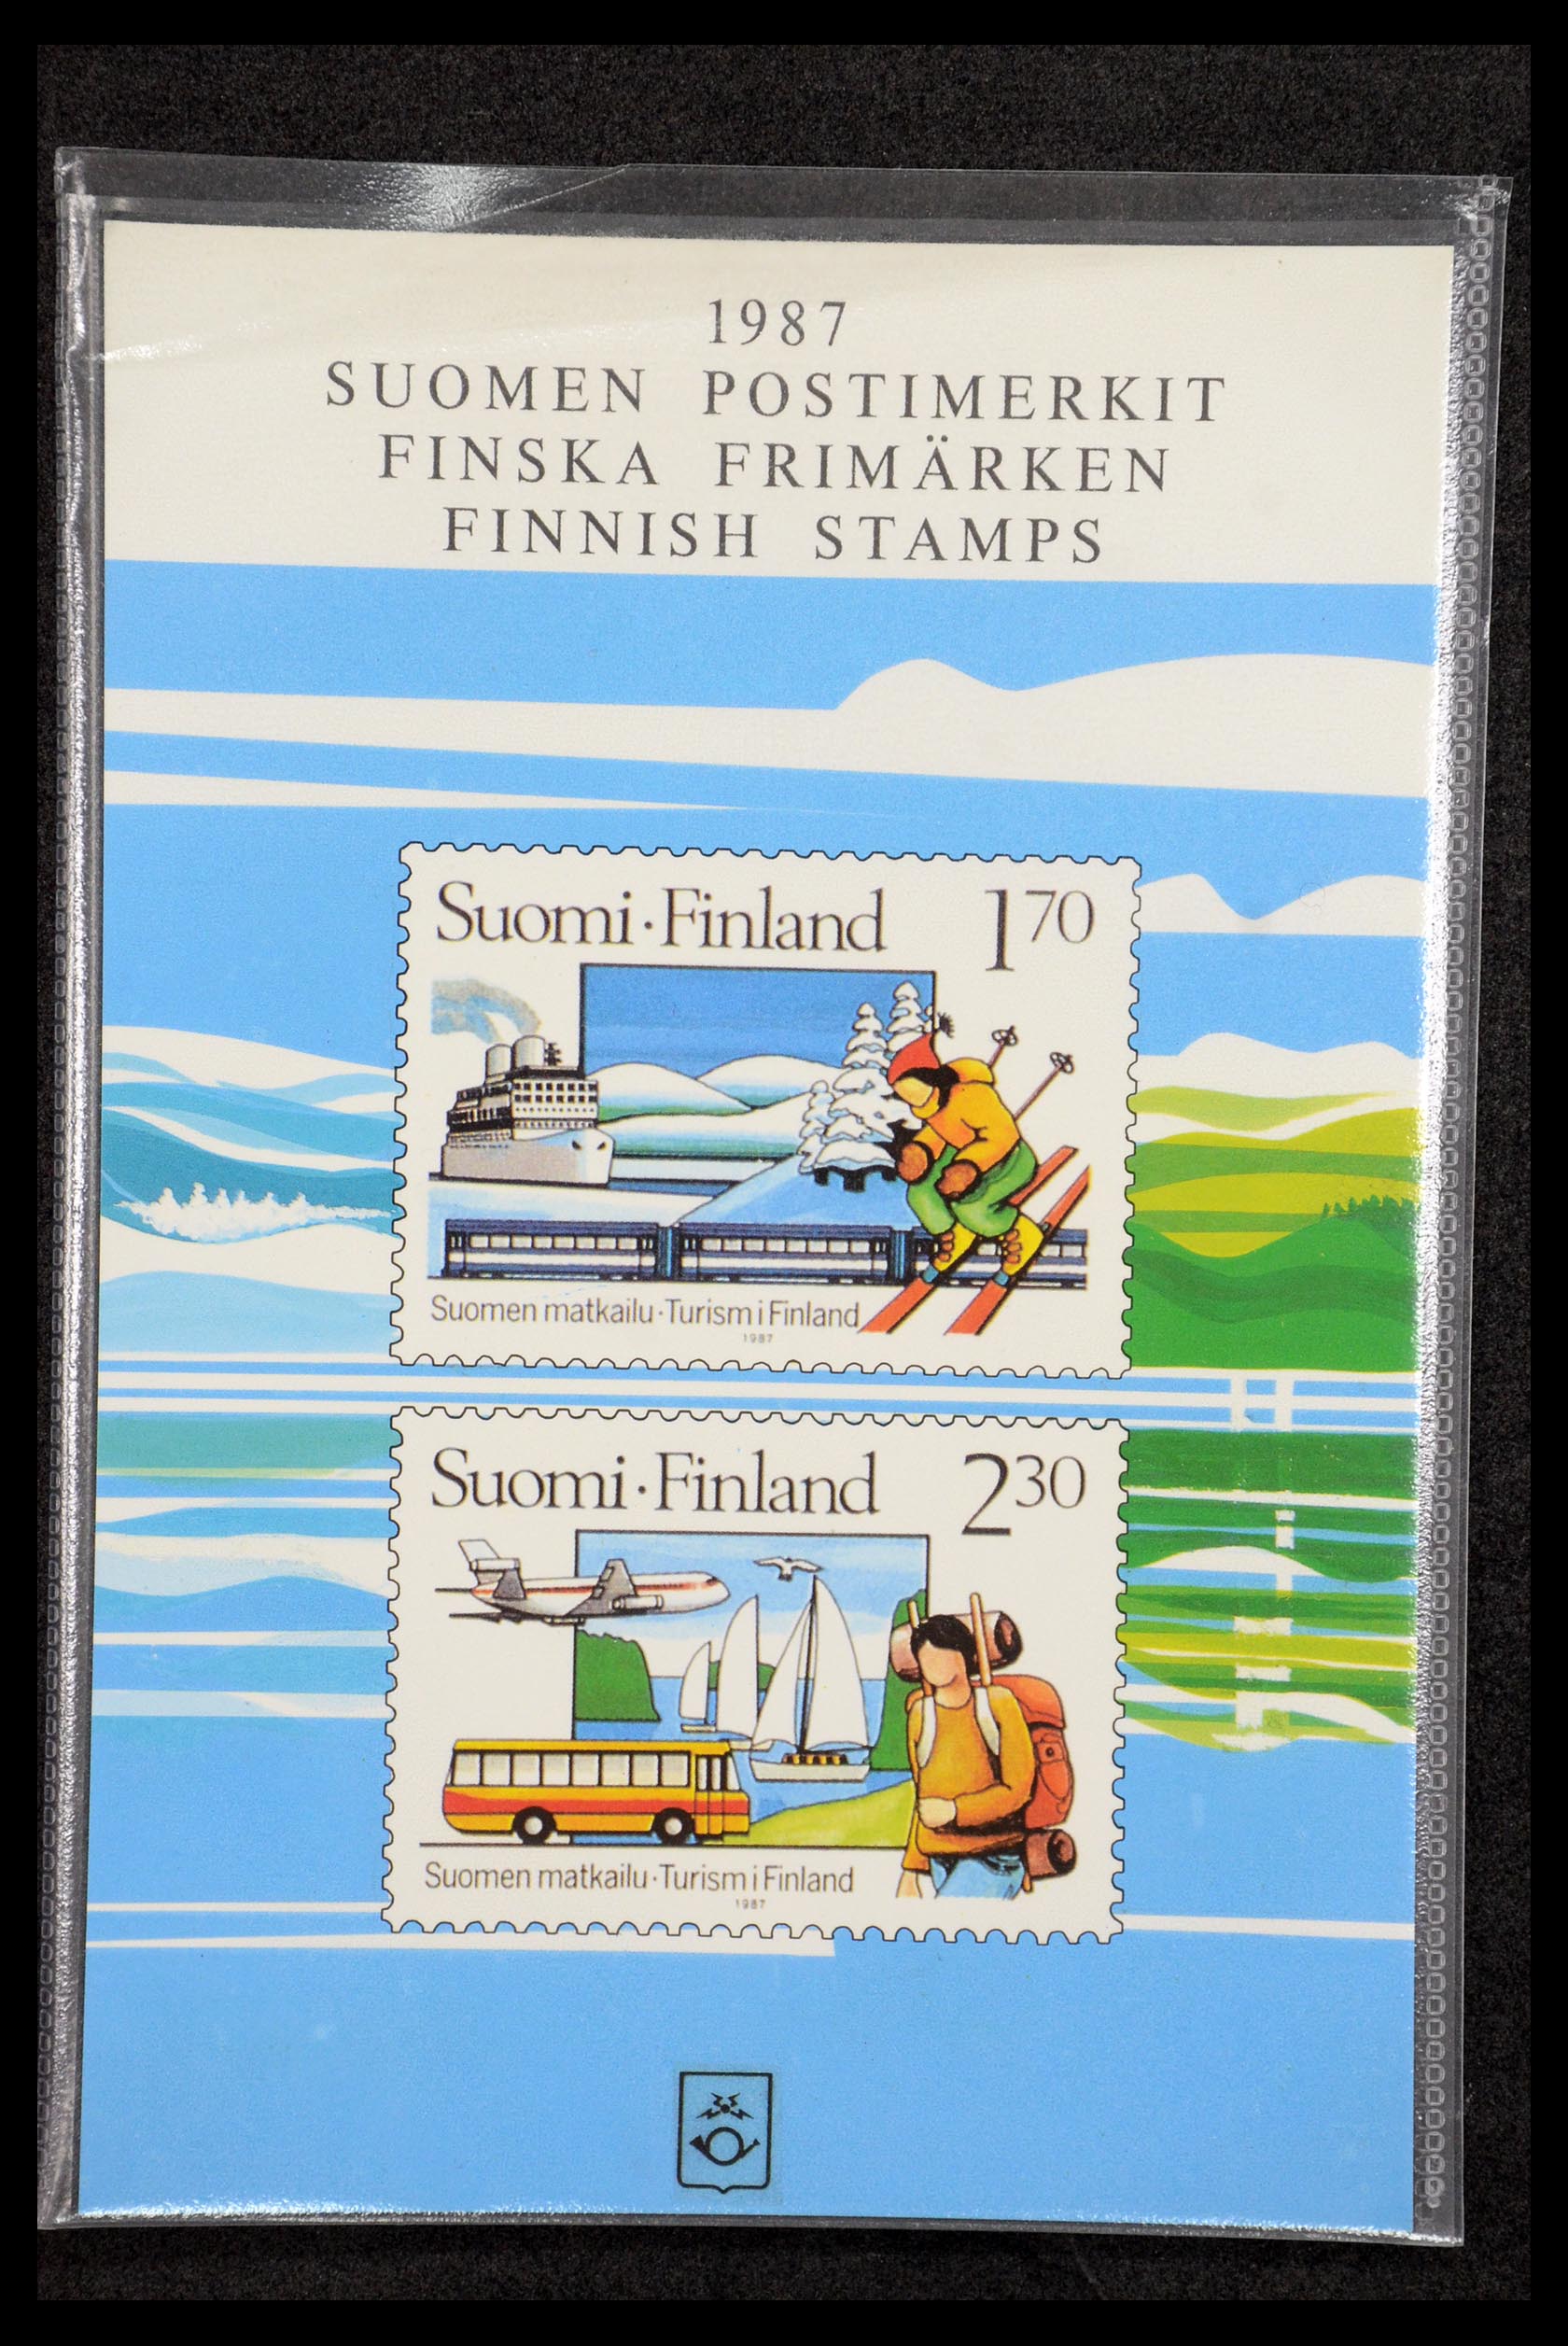 1987
SUOMEN POSTIMERKIT
FINSKA FRIMÄRKEN
FINNISH STAMPS
Suomi·Finland 1 70
Suomen matkailu·Turism i Finland
1987
Suomi·Finland 2 30
Suomen matkailu·Turism i Finland
1987